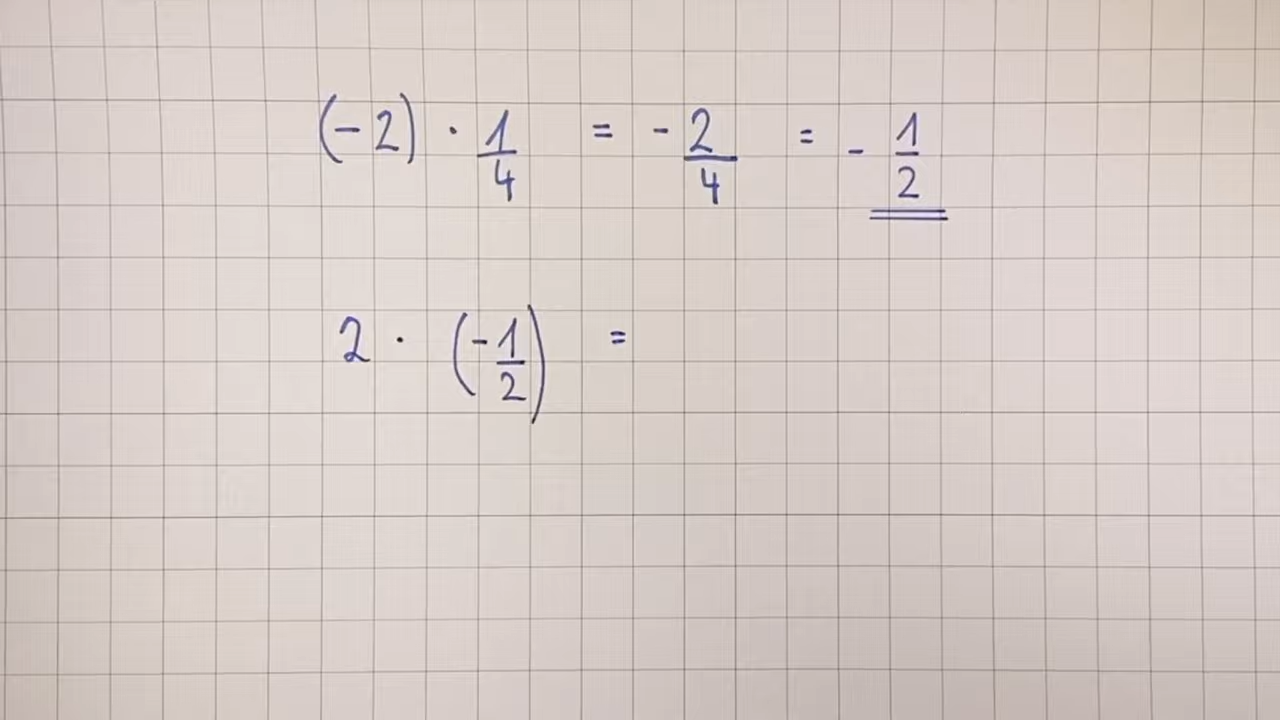 (-2) · 1/4 = - 2/4 = - 1/2
2 · (-1/2) =